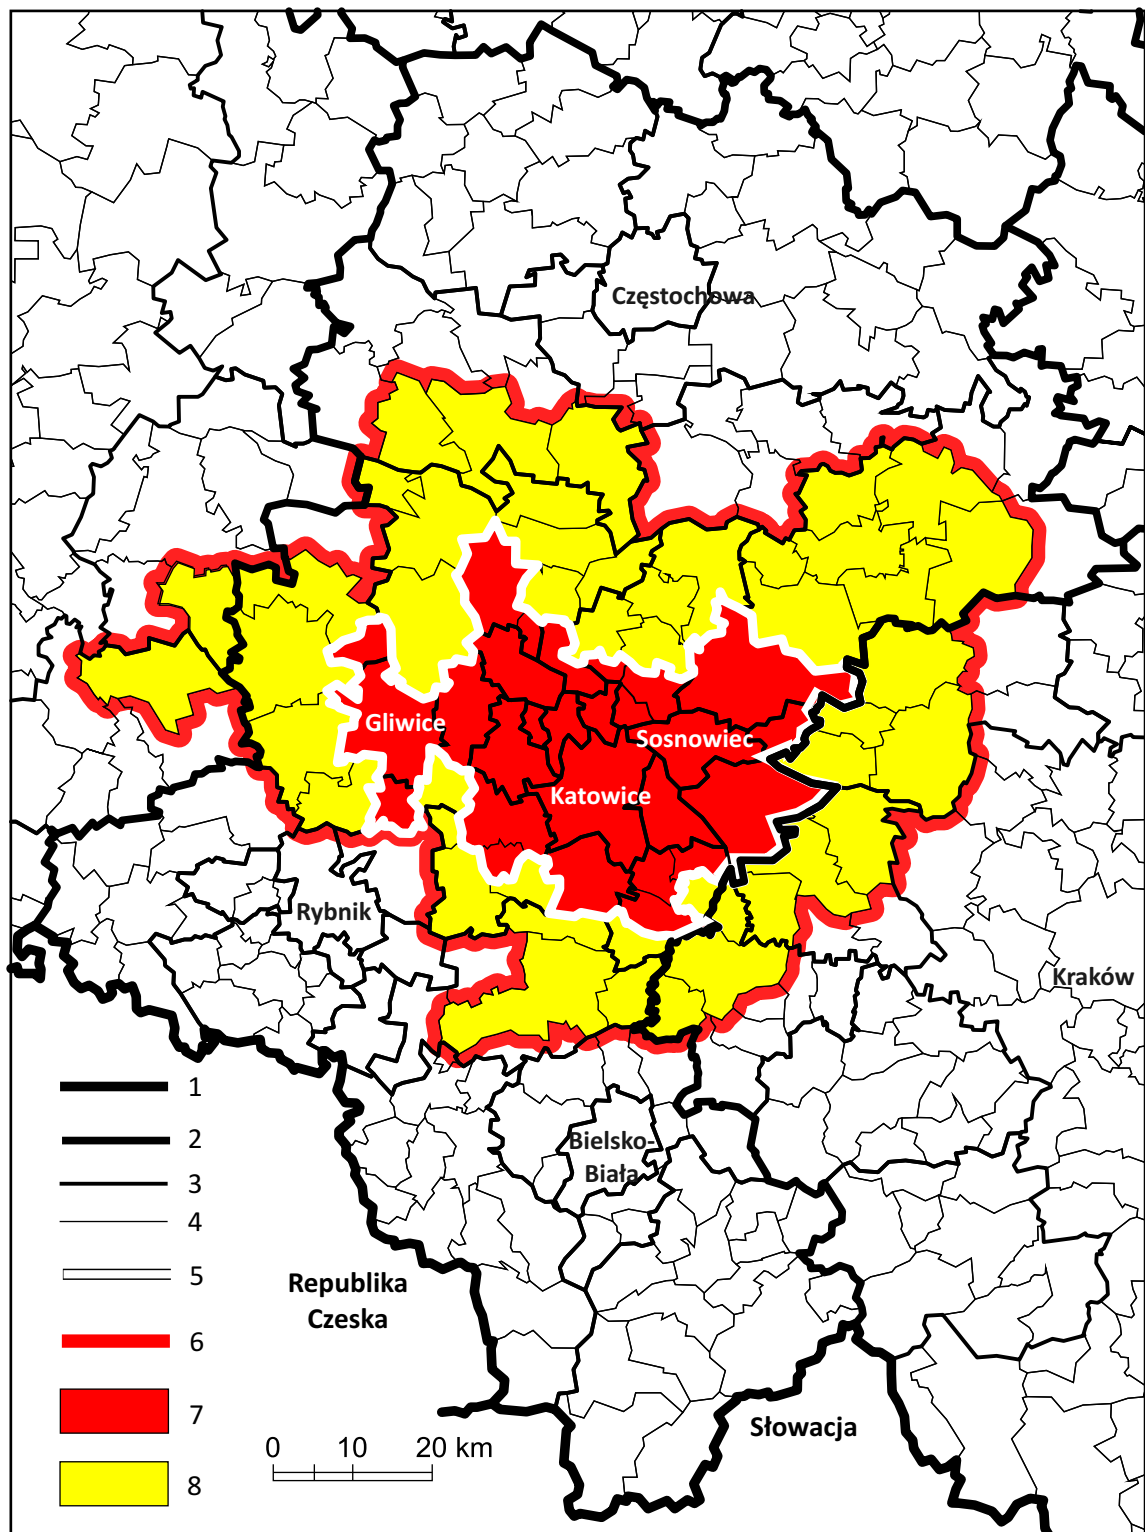 Częstochowa
Gliwice
Sosnowiec
Katowice
Rybnik
Kraków
1
2
Bielsko-
Biała
3
4
5
Republika
Czeska
6
7
Słowacja
0 10 20 km
8